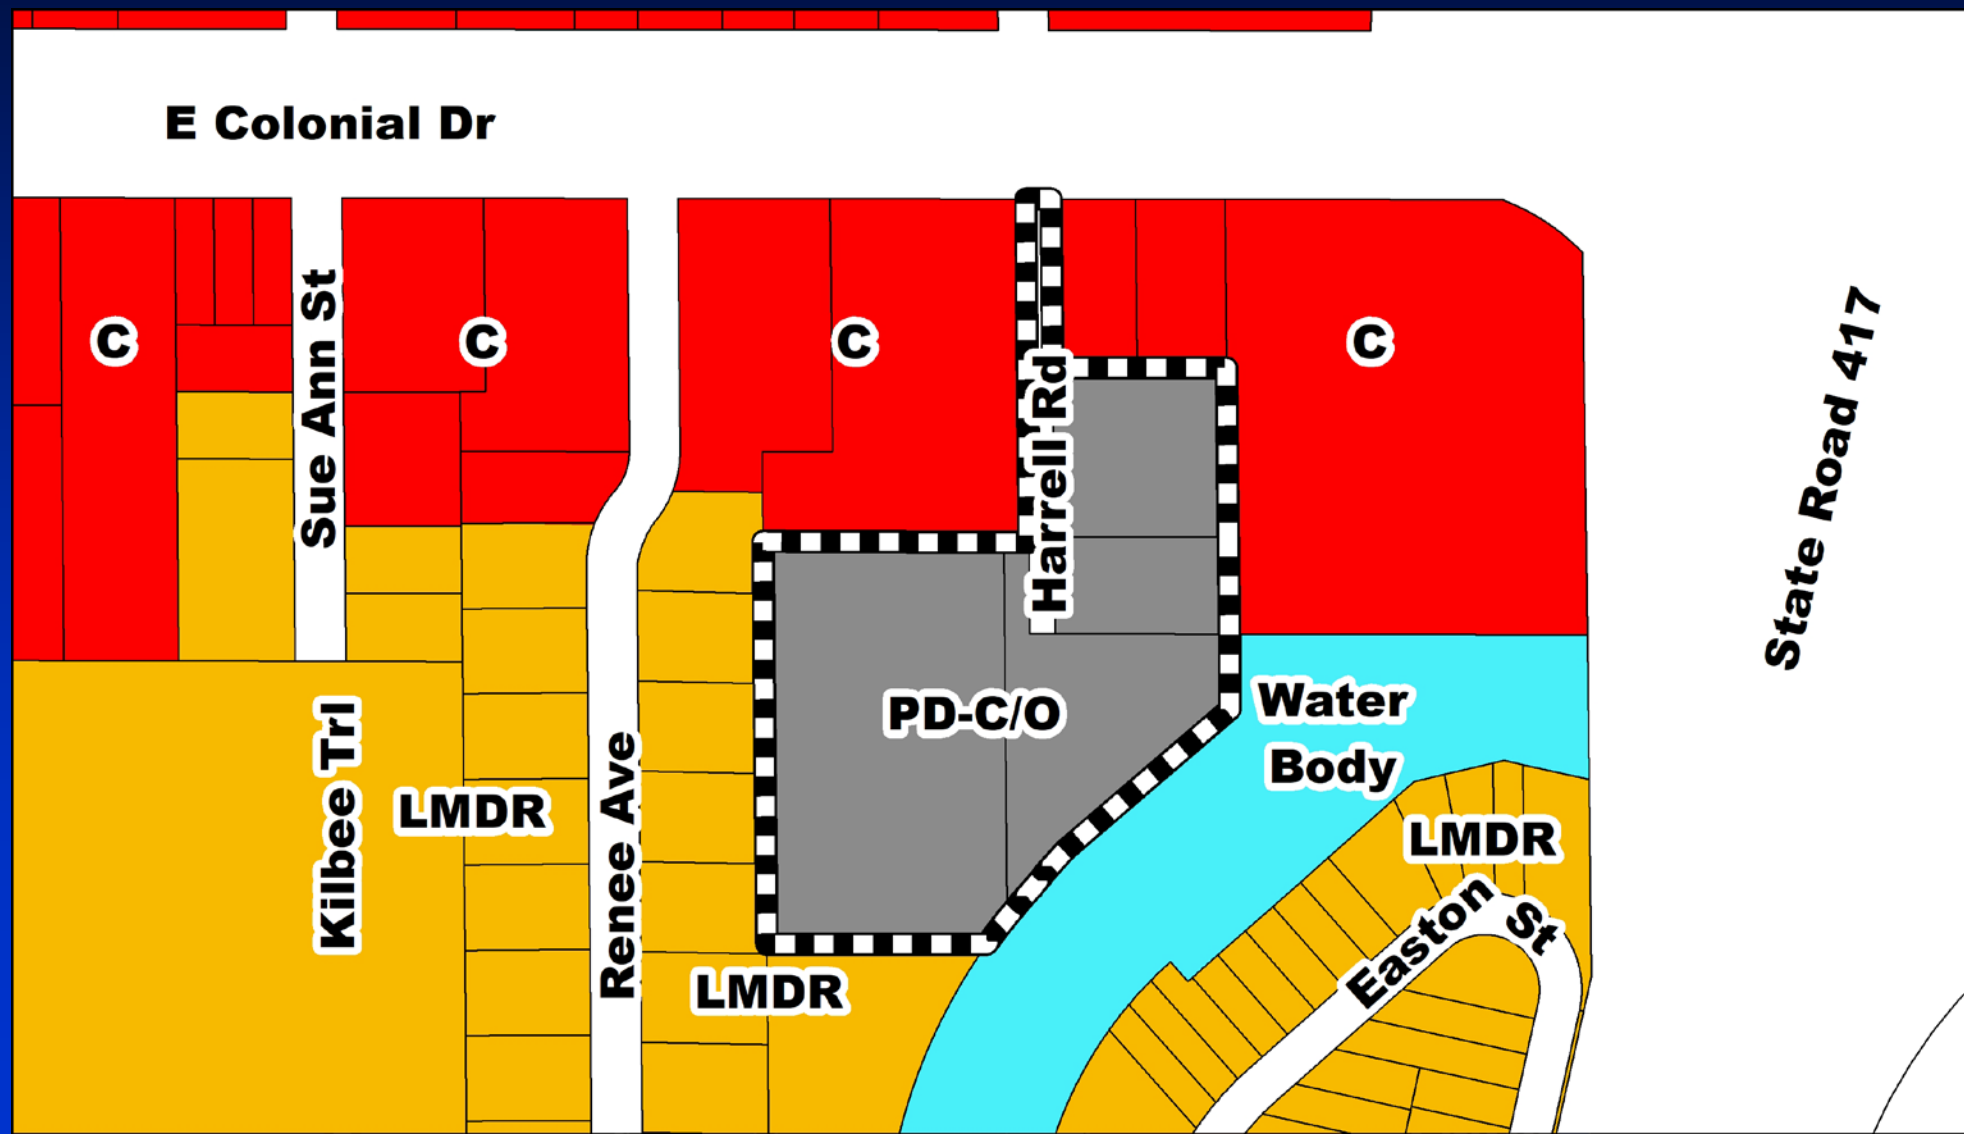 E Colonial Dr
C
C
C
C
Sue Ann St
Harrell Rd
State Road 417
PD-C/O
Water
Body
Kilbee Trl
LMDR
Renee Ave
LMDR
LMDR
Easton St